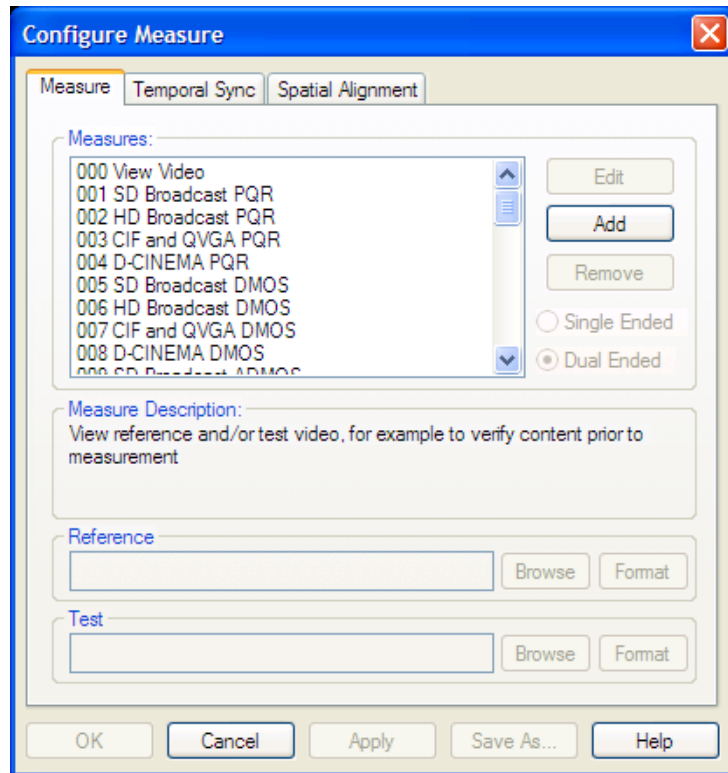 Configure Measure
Measure
Temporal Sync
Spatial Alignment
Measures:
000 View Video
001 SD Broadcast PQR
002 HD Broadcast PQR
003 CIF and QVGA PQR
004 D-CINEMA PQR
005 SD Broadcast DMOS
006 HD Broadcast DMOS
007 CIF and QVGA DMOS
008 D-CINEMA DMOS
009 SD Broadcast ADMOS
Edit
Add
Remove
Single Ended
Dual Ended
Measure Description:
View reference and/or test video, for example to verify content prior to
measurement
Reference
Browse
Format
Test
Browse
Format
OK
Cancel
Apply
Save As...
Help